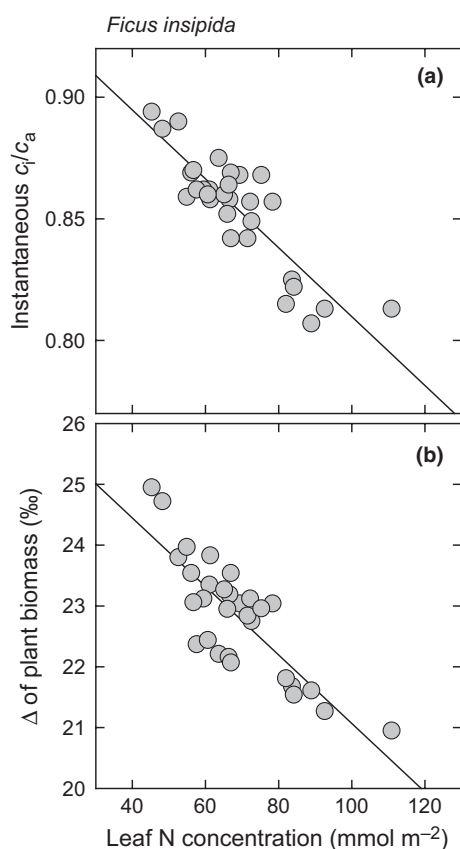 Ficus insipida
(a)
Instantaneous cᵢ/cₐ
0.90
0.85
0.80
(b)
Δ of plant biomass (‰)
26
25
24
23
22
21
20
40 60 80 100 120
Leaf N concentration (mmol m⁻²)